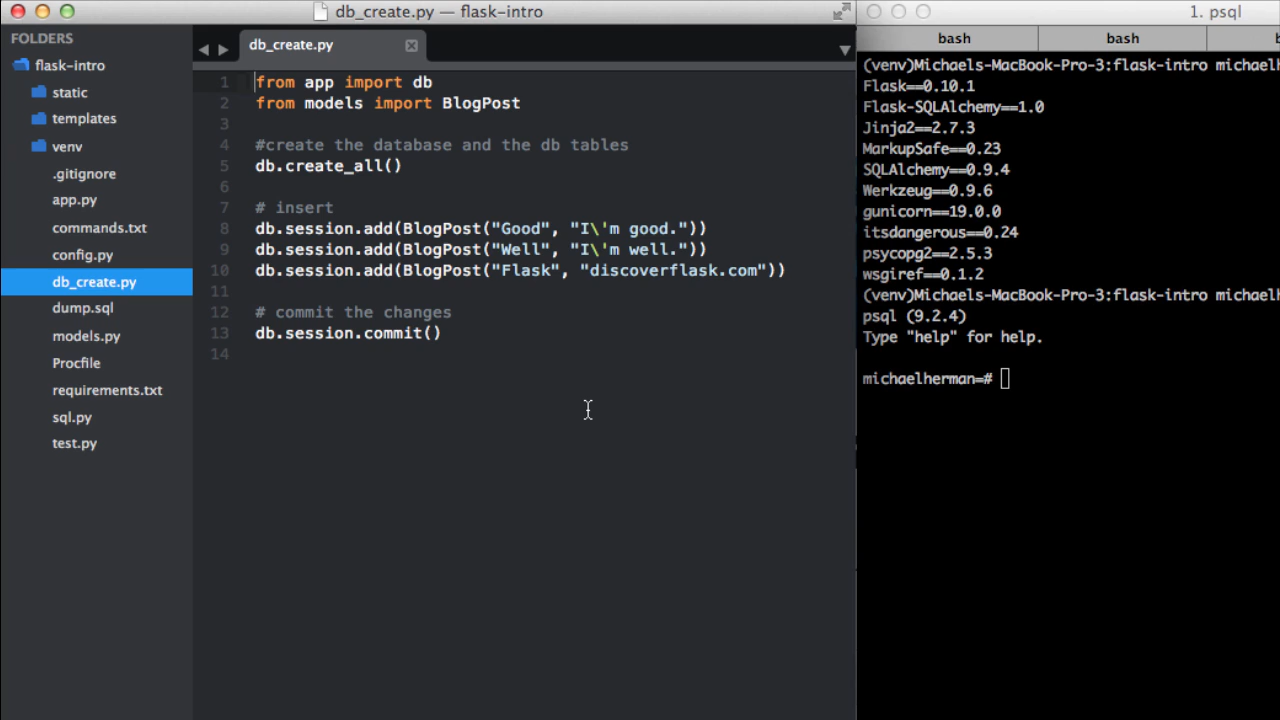 db_create.py — flask-intro
FOLDERS
flask-intro
static
templates
venv
.gitignore
app.py
commands.txt
config.py
db_create.py
dump.sql
models.py
Procfile
requirements.txt
sql.py
test.py
db_create.py
1 from app import db
2 from models import BlogPost
3
4 #create the database and the db tables
5 db.create_all()
6
7 # insert
8 db.session.add(BlogPost("Good", "I\'m good."))
9 db.session.add(BlogPost("Well", "I\'m well."))
10 db.session.add(BlogPost("Flask", "discoverflask.com"))
11
12 # commit the changes
13 db.session.commit()
14
1. psql
bash bash
(venv)Michaels-MacBook-Pro-3:flask-intro michaelh
Flask==0.10.1
Flask-SQLAlchemy==1.0
Jinja2==2.7.3
MarkupSafe==0.23
SQLAlchemy==0.9.4
Werkzeug==0.9.6
gunicorn==19.0.0
itsdangerous==0.24
psycopg2==2.5.3
wsgiref==0.1.2
(venv)Michaels-MacBook-Pro-3:flask-intro michaelh
psql (9.2.4)
Type "help" for help.
michaelherman=#